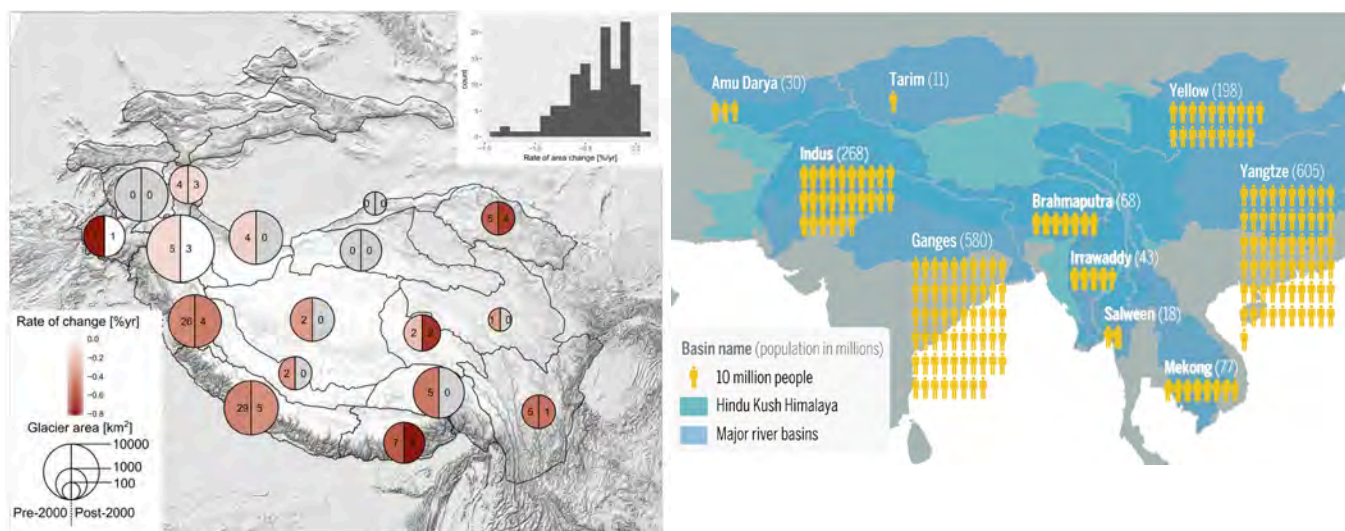 20
15
10
5
0
count
Rate of area change [%/yr]
0 0
4 3
1
5 3
4 0
0 0
0 0
5 4
26 4
2 0
2
1 0
2 0
29 5
5 0
5 1
7
Rate of change [%yr]
0.0
−0.2
−0.4
−0.6
−0.8
Glacier area [km²]
10000
1000
100
Pre-2000 Post-2000
Amu Darya (30)
Tarim (11)
Yellow (198)
Indus (268)
Yangtze (605)
Brahmaputra (68)
Ganges (580)
Irrawaddy (43)
Salween (18)
Mekong (77)
Basin name (population in millions)
10 million people
Hindu Kush Himalaya
Major river basins